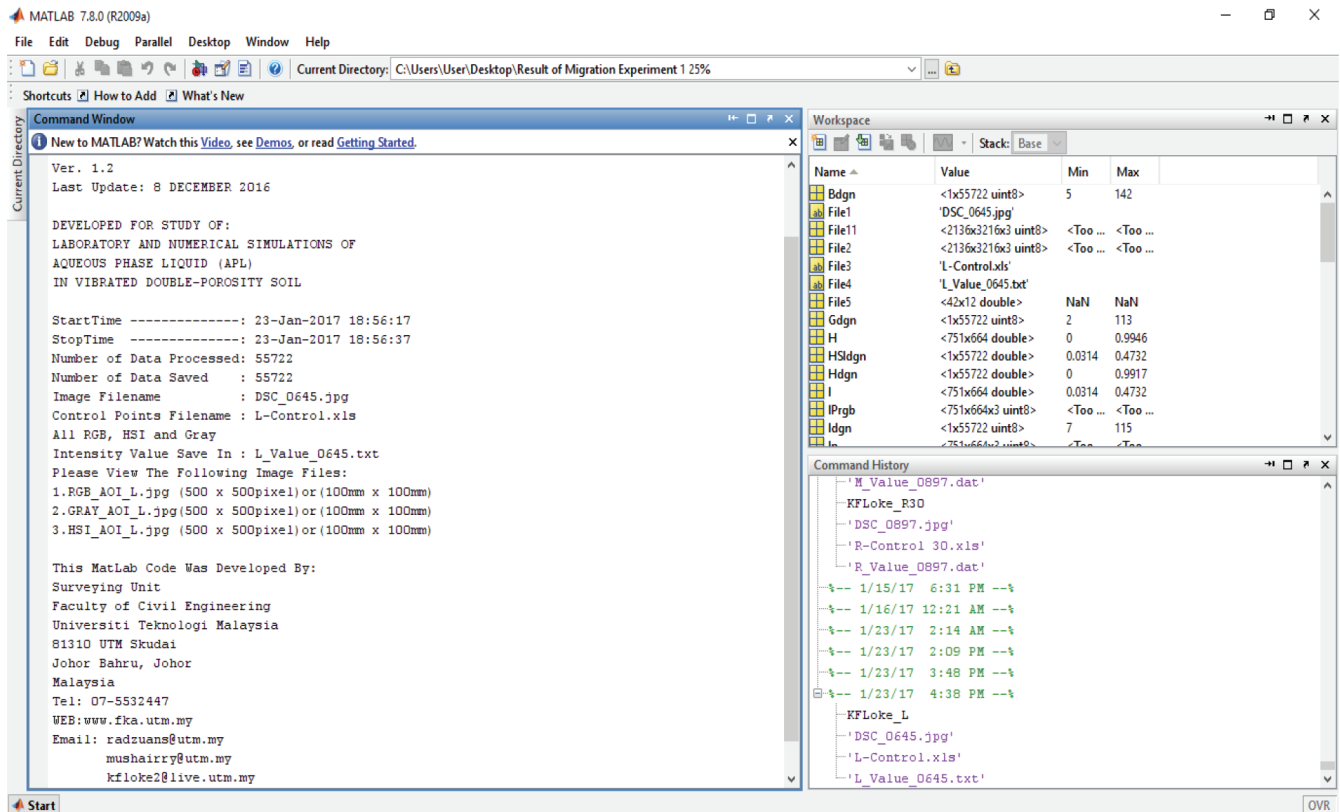 MATLAB 7.8.0 (R2009a)
File Edit Debug Parallel Desktop Window Help
Current Directory: C:\Users\User\Desktop\Result of Migration Experiment 1 25%
Shortcuts How to Add What's New
Current Directory
Command Window
New to MATLAB? Watch this Video, see Demos, or read Getting Started.
Ver. 1.2
Last Update: 8 DECEMBER 2016
DEVELOPED FOR STUDY OF:
LABORATORY AND NUMERICAL SIMULATIONS OF
AQUEOUS PHASE LIQUID (APL)
IN VIBRATED DOUBLE-POROSITY SOIL
StartTime --------------: 23-Jan-2017 18:56:17
StopTime --------------: 23-Jan-2017 18:56:37
Number of Data Processed: 55722
Number of Data Saved : 55722
Image Filename : DSC_0645.jpg
Control Points Filename : L-Control.xls
All RGB, HSI and Gray
Intensity Value Save In : L_Value_0645.txt
Please View The Following Image Files:
1.RGB_AOI_L.jpg (500 x 500pixel)or(100mm x 100mm)
2.GRAY_AOI_L.jpg(500 x 500pixel)or(100mm x 100mm)
3.HSI_AOI_L.jpg (500 x 500pixel)or(100mm x 100mm)
This MatLab Code Was Developed By:
Surveying Unit
Faculty of Civil Engineering
Universiti Teknologi Malaysia
81310 UTM Skudai
Johor Bahru, Johor
Malaysia
Tel: 07-5532447
WEB:www.fka.utm.my
Email: radzuans@utm.my
mushairry@utm.my
kfloke2@live.utm.my
Workspace
Stack: Base
Name Value Min Max
Bdgn <1x55722 uint8> 5 142
File1 'DSC_0645.jpg'
File11 <2136x3216x3 uint8> <Too ... <Too ...
File2 <2136x3216x3 uint8> <Too ... <Too ...
File3 'L-Control.xls'
File4 'L_Value_0645.txt'
File5 <42x12 double> NaN NaN
Gdgn <1x55722 uint8> 2 113
H <751x664 double> 0 0.9946
HSIdgn <1x55722 double> 0.0314 0.4732
Hdgn <1x55722 double> 0 0.9917
I <751x664 double> 0.0314 0.4732
IPrgb <751x664x3 uint8> <Too ... <Too ...
Idgn <1x55722 uint8> 7 115
Command History
'M_Value_0897.dat'
KFLoke_R30
'DSC_0897.jpg'
'R-Control 30.xls'
'R_Value_0897.dat'
%-- 1/15/17 6:31 PM --%
%-- 1/16/17 12:21 AM --%
%-- 1/23/17 2:14 AM --%
%-- 1/23/17 2:09 PM --%
%-- 1/23/17 3:48 PM --%
%-- 1/23/17 4:38 PM --%
KFLoke_L
'DSC_0645.jpg'
'L-Control.xls'
'L_Value_0645.txt'
Start
OVR